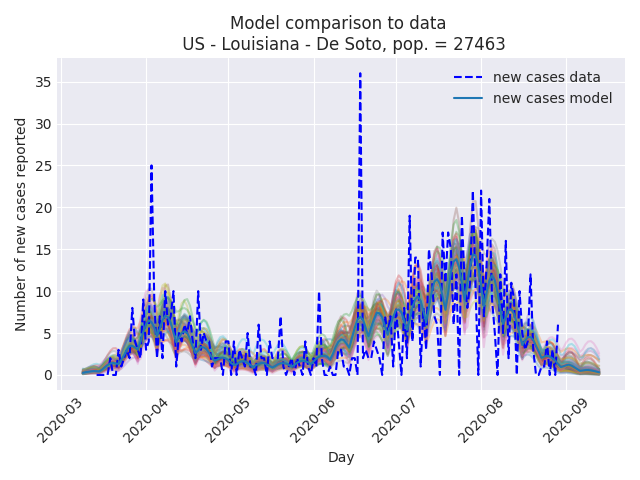 Model comparison to data
US - Louisiana - De Soto, pop. = 27463
new cases data
new cases model
Number of new cases reported
35
30
25
20
15
10
5
0
2020-03
2020-04
2020-05
2020-06
2020-07
2020-08
2020-09
Day